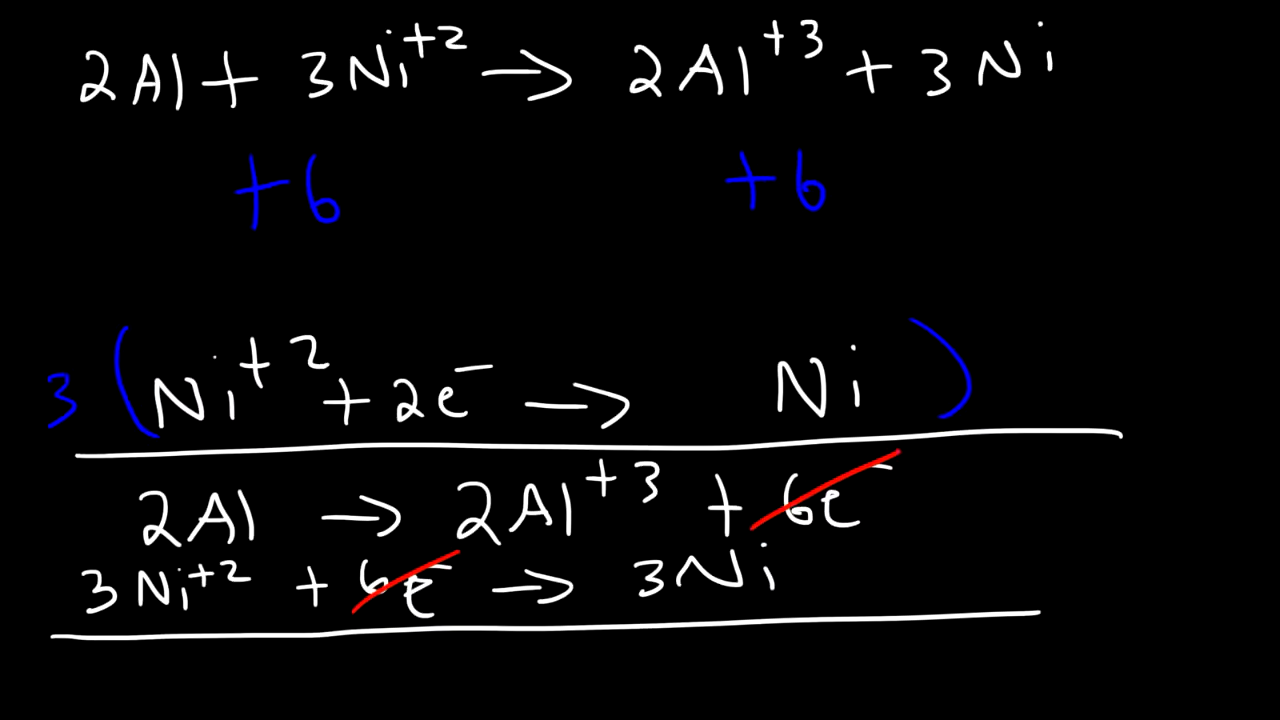 2Al + 3Ni⁺² → 2Al⁺³ + 3Ni
+6 +6
3(Ni⁺² + 2e⁻ → Ni)
2Al → 2Al⁺³ + 6e⁻
3Ni⁺² + 6e⁻ → 3Ni